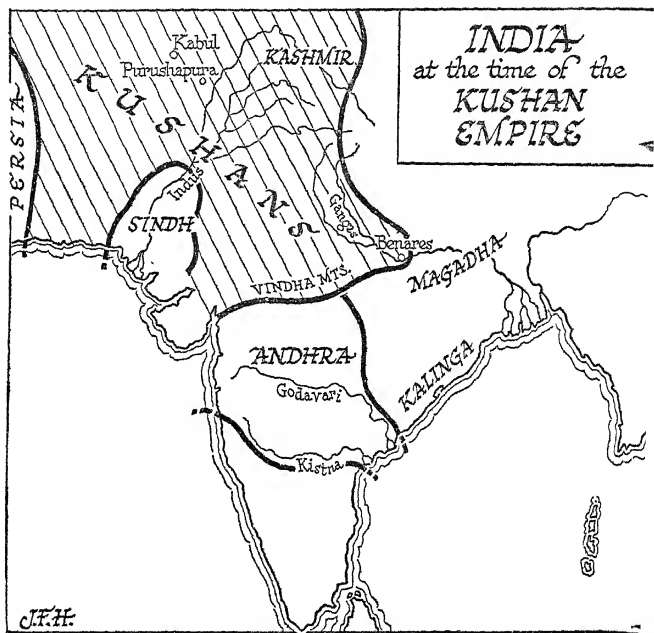 INDIA
at the time of the
KUSHAN
EMPIRE
Kabul
Purushapura
KASHMIR
KUSHANS
PERSIA
Indus
SINDH
Ganges
Benares
VINDHA MTS.
MAGADHA
ANDHRA
Godavari
KALINGA
Kistna
J.F.H.